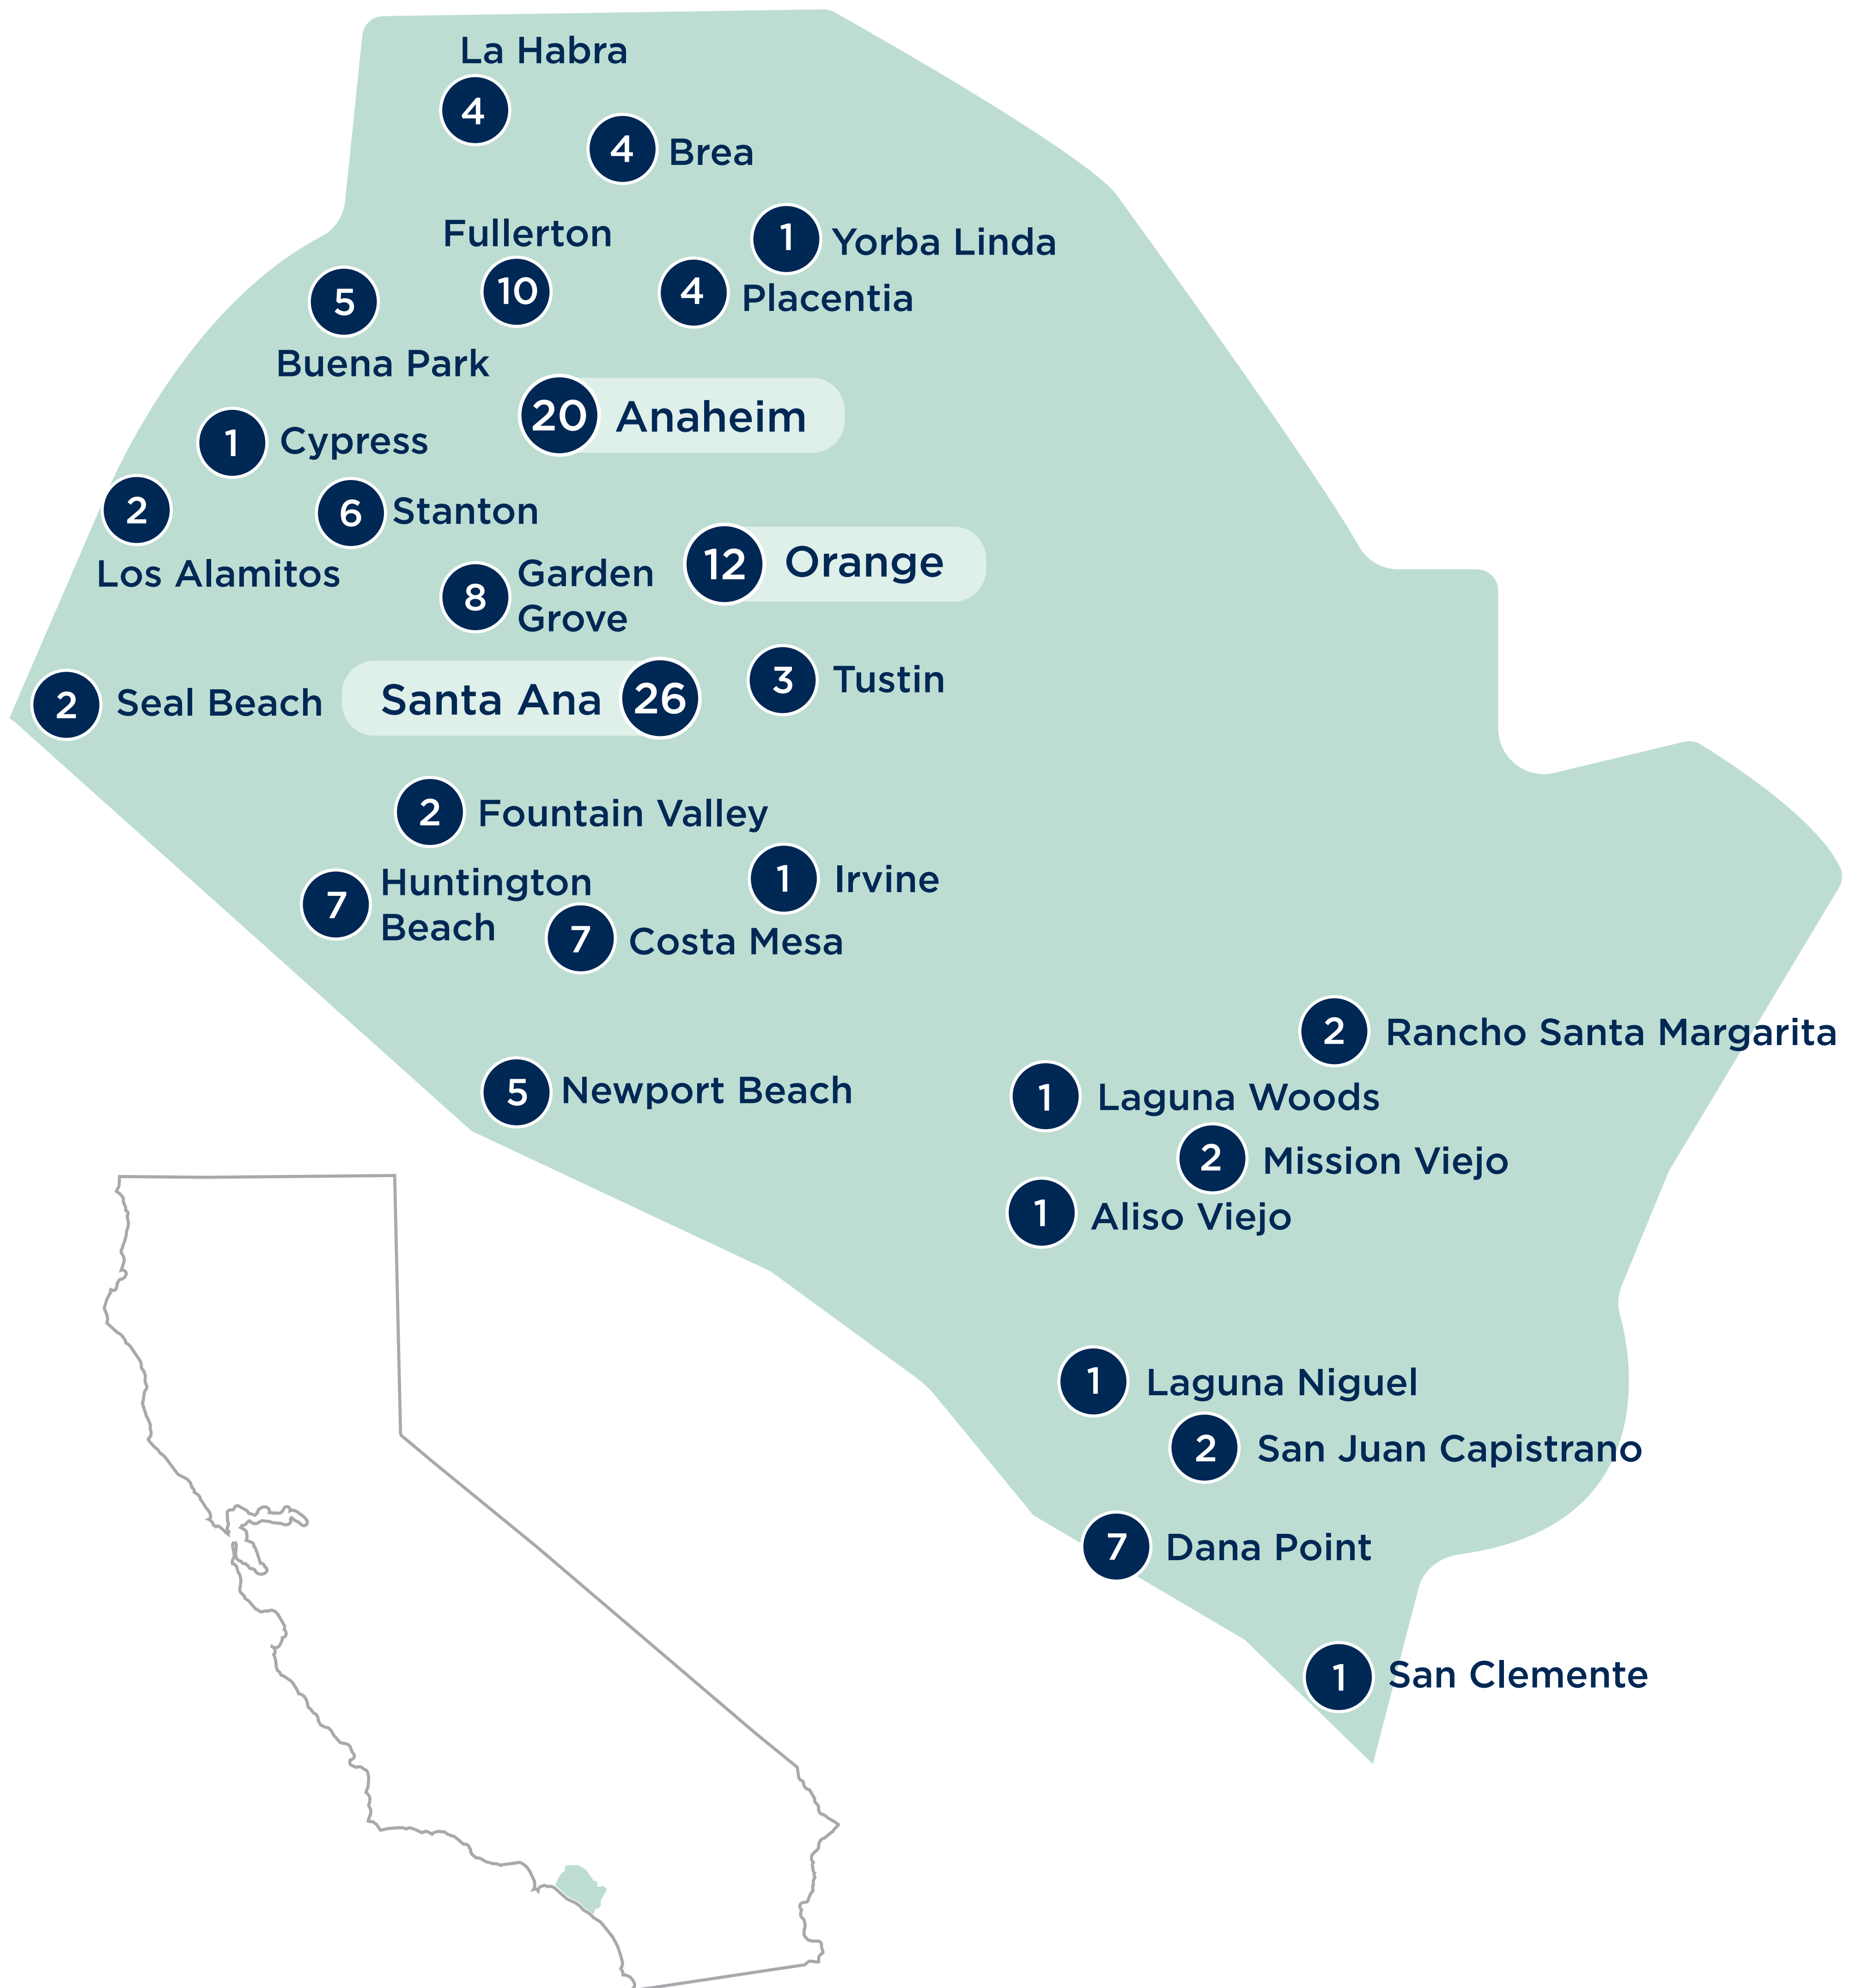 La Habra
4
4 Brea
Fullerton
10
1 Yorba Linda
4 Placentia
5
Buena Park
20 Anaheim
1 Cypress
2
Los Alamitos
6 Stanton
12 Orange
8 Garden
Grove
3 Tustin
2 Seal Beach
Santa Ana 26
2 Fountain Valley
1 Irvine
7 Huntington
Beach
7 Costa Mesa
2 Rancho Santa Margarita
5 Newport Beach
1 Laguna Woods
2 Mission Viejo
1 Aliso Viejo
1 Laguna Niguel
2 San Juan Capistrano
7 Dana Point
1 San Clemente